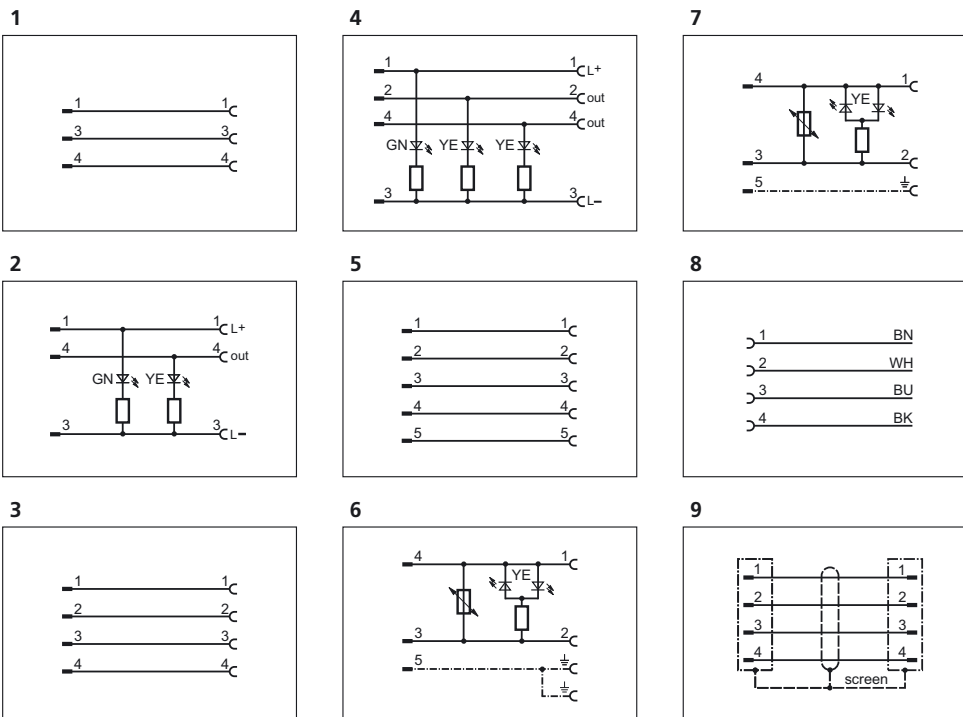 1
1 1
3 3
4 4
2
1 1 L+
4 4 out
GN YE
3 3 L–
3
1 1
2 2
3 3
4 4
4
1 1 L+
2 2 out
4 4 out
GN YE YE
3 3 L–
5
1 1
2 2
3 3
4 4
5 5
6
4 1
YE
3 2
5
7
4 1
YE
3 2
5
8
1 BN
2 WH
3 BU
4 BK
9
1 1
2 2
3 3
4 4
screen